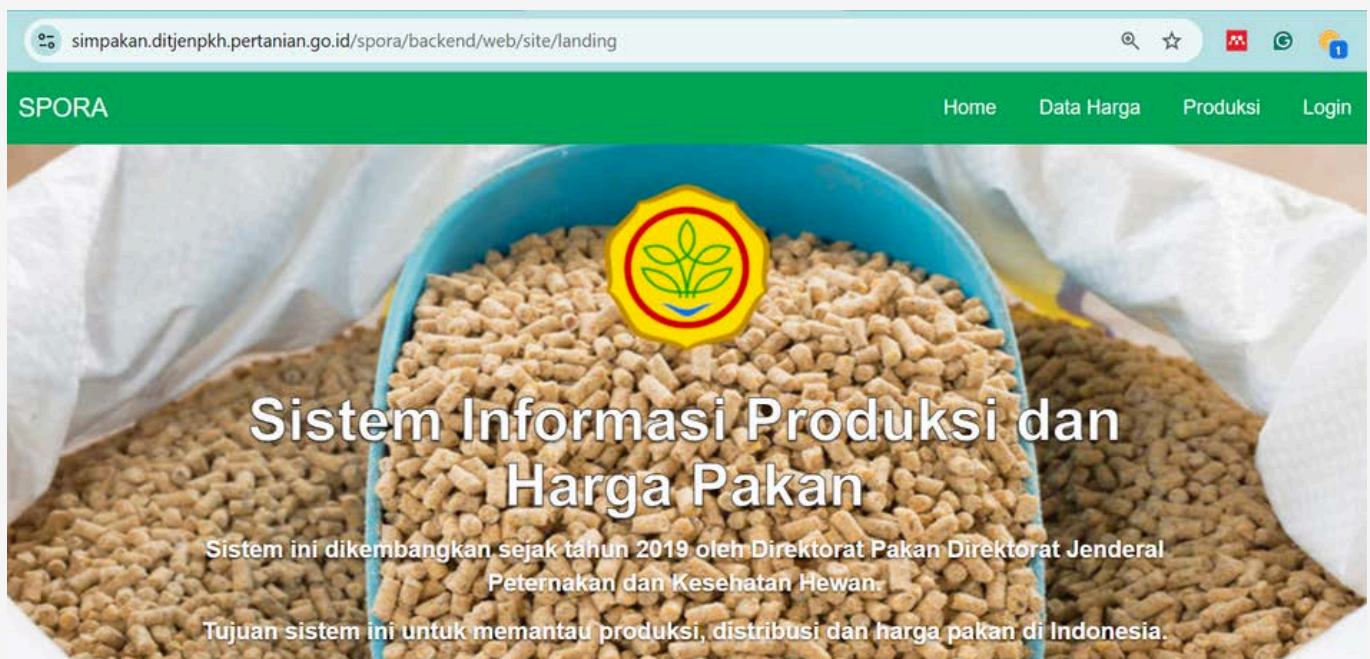 simpakan.ditjenpkh.pertanian.go.id/spora/backend/web/site/landing
1
SPORA
Home Data Harga Produksi Login
Sistem Informasi Produksi dan
Harga Pakan
Sistem ini dikembangkan sejak tahun 2019 oleh Direktorat Pakan Direktorat Jenderal
Peternakan dan Kesehatan Hewan.
Tujuan sistem ini untuk memantau produksi, distribusi dan harga pakan di Indonesia.